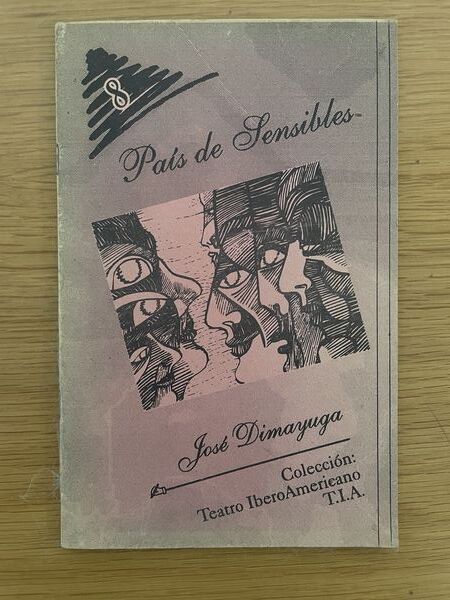 8
País de Sensibles
José Dimayuga
Colección:
Teatro IberoAmericano
T.I.A.